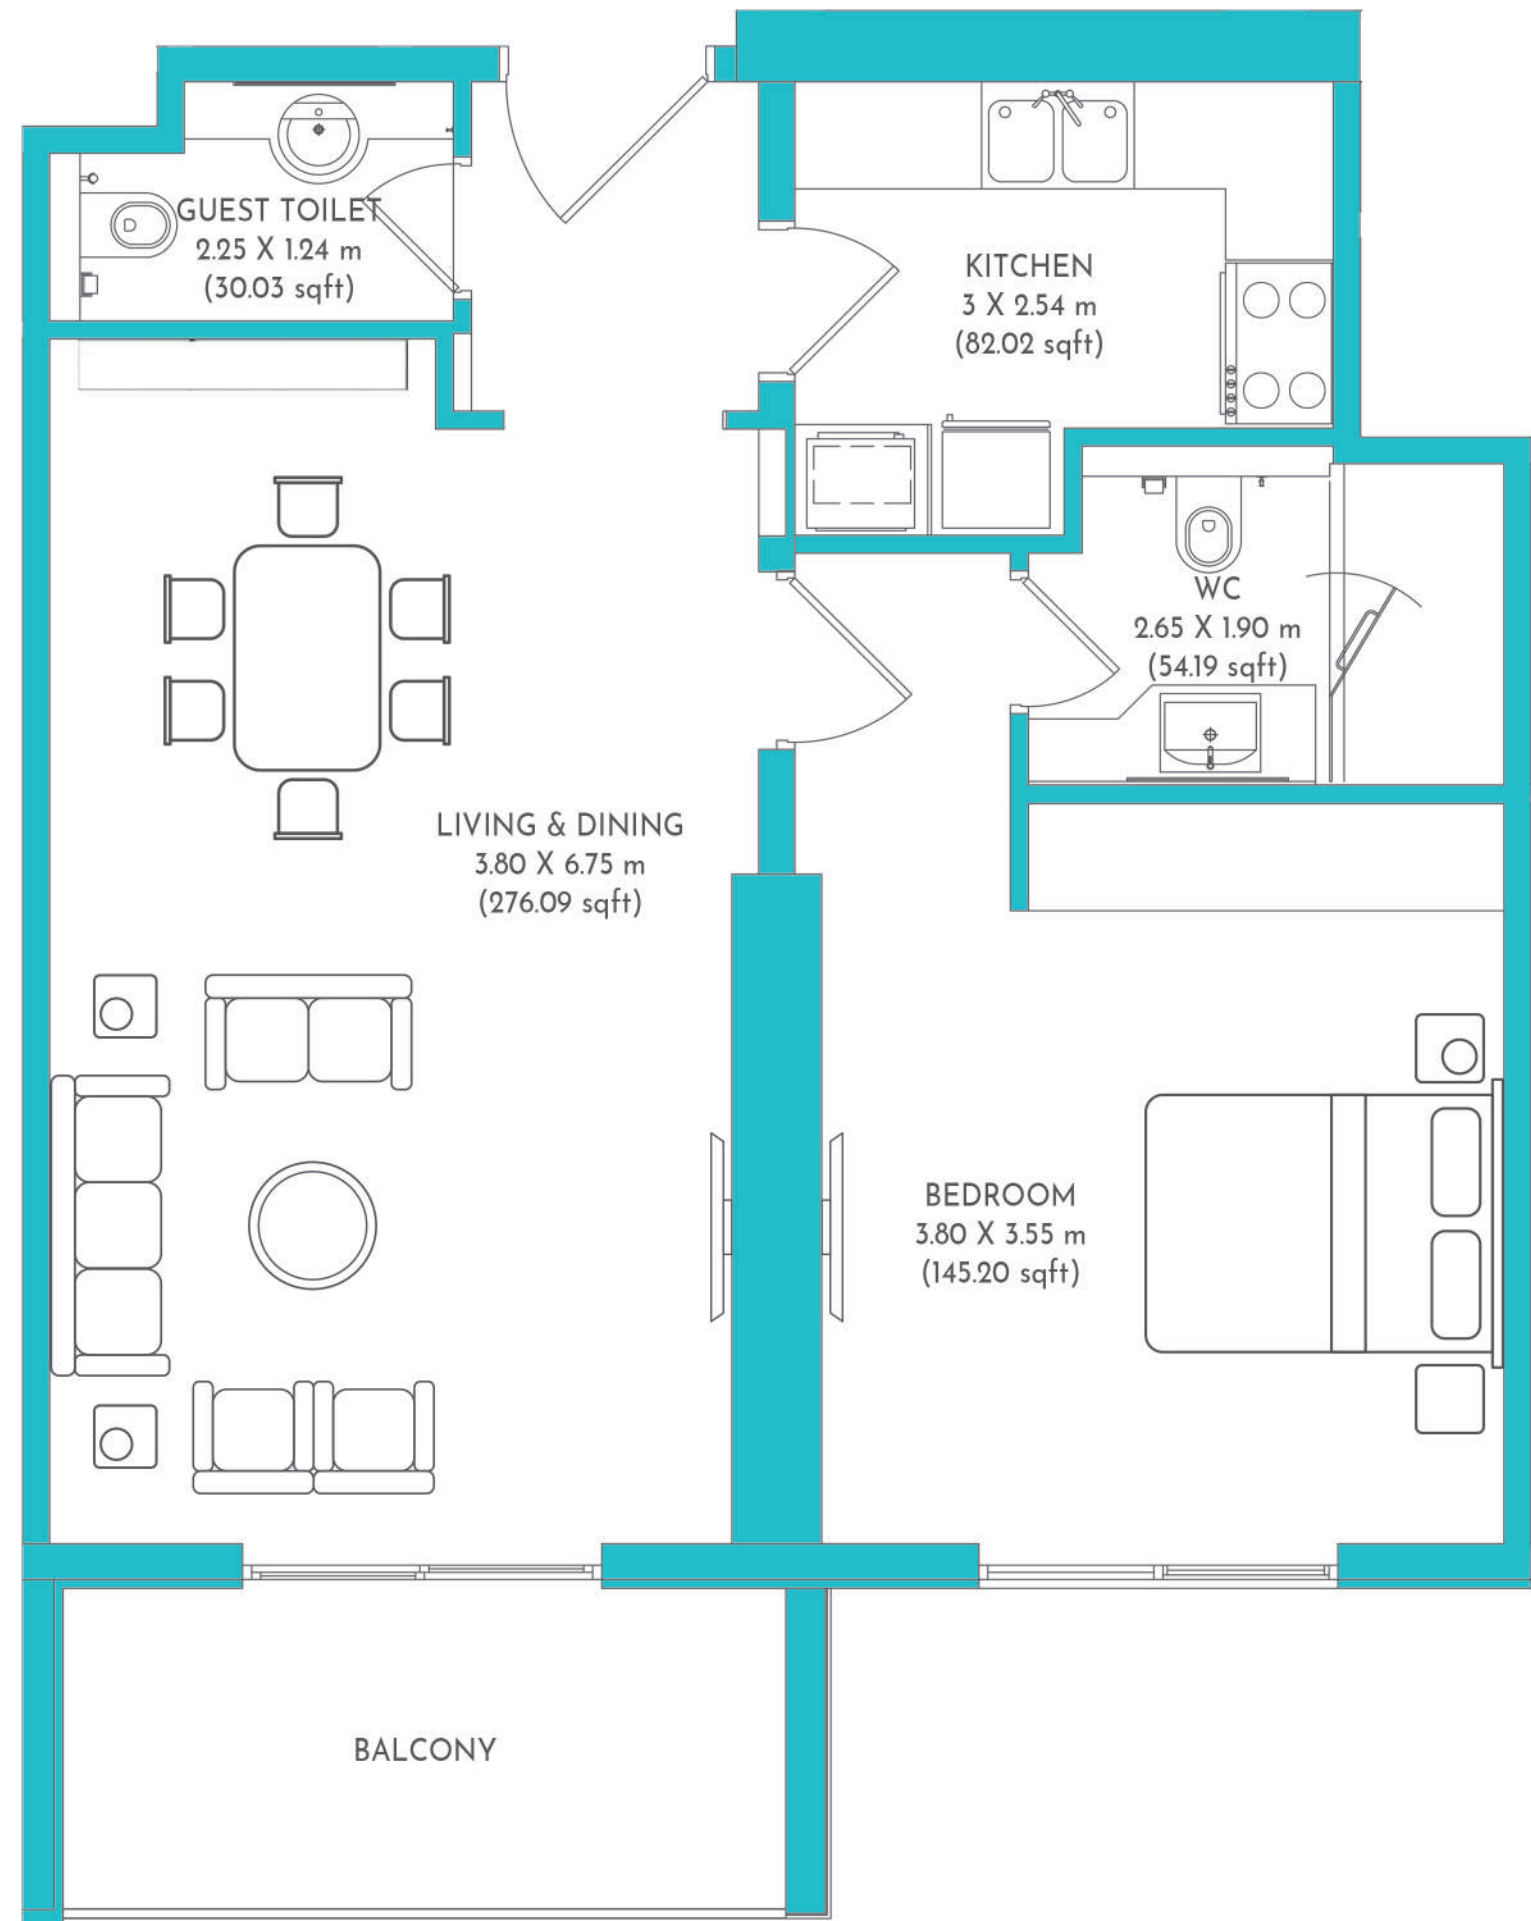 GUEST TOILET
2.25 X 1.24 m
(30.03 sqft)
KITCHEN
3 X 2.54 m
(82.02 sqft)
WC
2.65 X 1.90 m
(54.19 sqft)
LIVING & DINING
3.80 X 6.75 m
(276.09 sqft)
BEDROOM
3.80 X 3.55 m
(145.20 sqft)
BALCONY